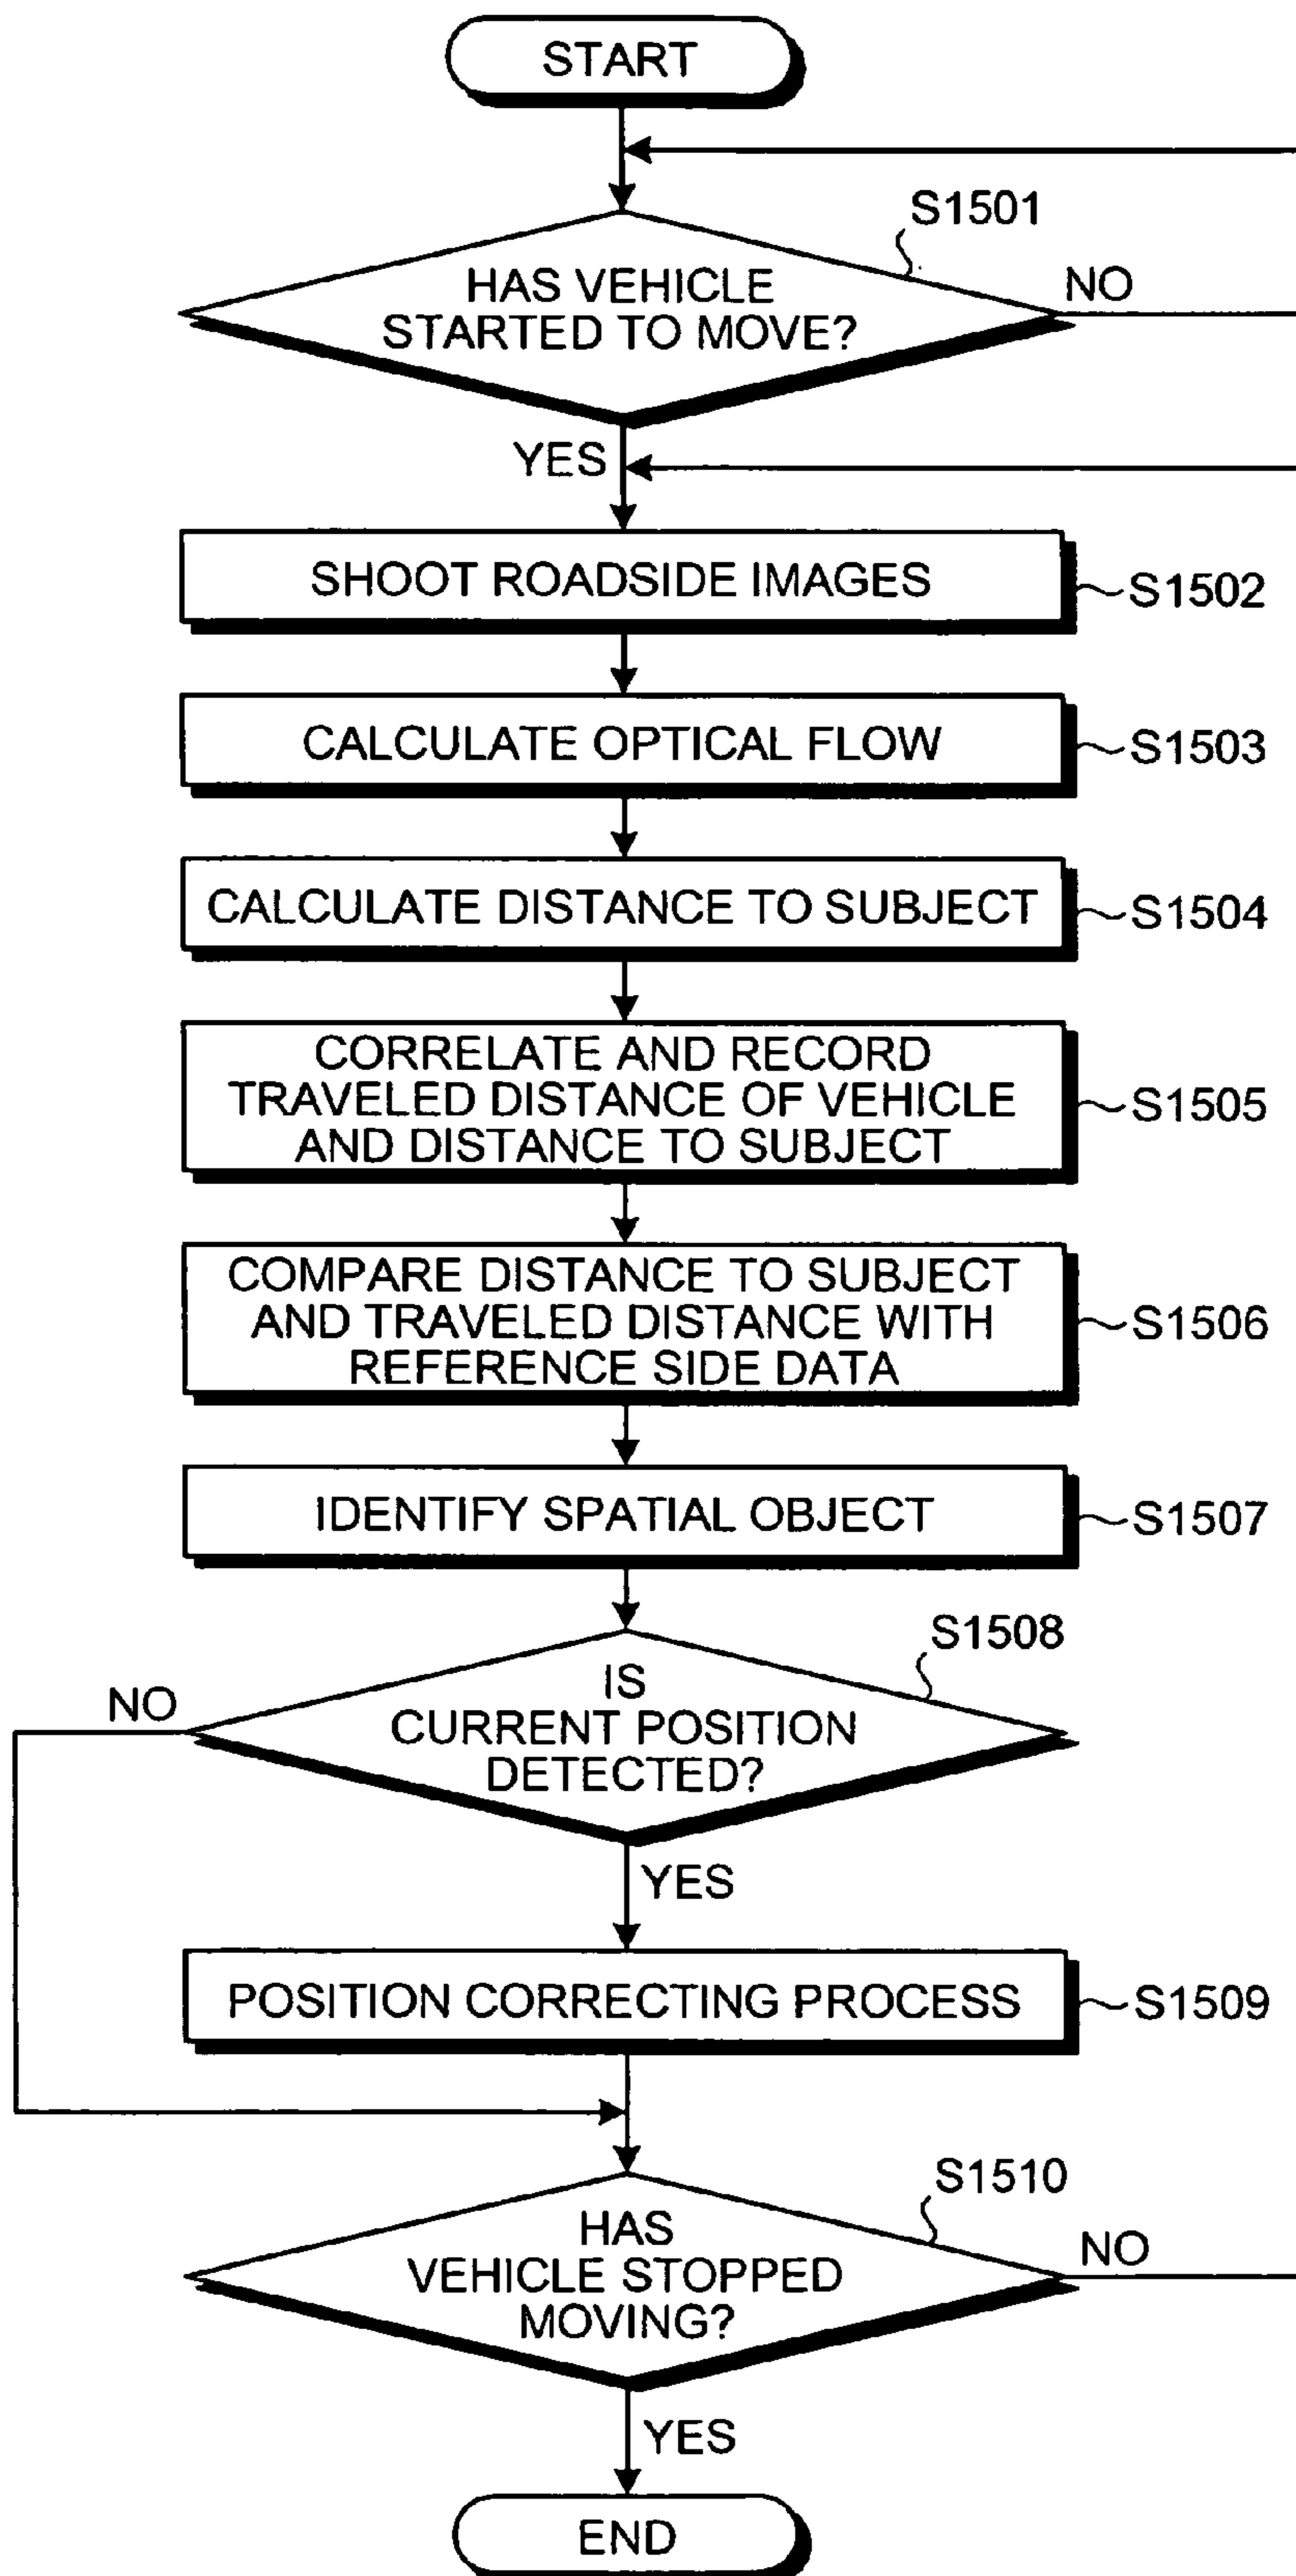 START
S1501
HAS VEHICLE
STARTED TO MOVE?
NO
YES
SHOOT ROADSIDE IMAGES
S1502
CALCULATE OPTICAL FLOW
S1503
CALCULATE DISTANCE TO SUBJECT
S1504
CORRELATE AND RECORD
TRAVELED DISTANCE OF VEHICLE
AND DISTANCE TO SUBJECT
S1505
COMPARE DISTANCE TO SUBJECT
AND TRAVELED DISTANCE WITH
REFERENCE SIDE DATA
S1506
IDENTIFY SPATIAL OBJECT
S1507
S1508
IS
CURRENT POSITION
DETECTED?
NO
YES
POSITION CORRECTING PROCESS
S1509
S1510
HAS
VEHICLE STOPPED
MOVING?
NO
YES
END